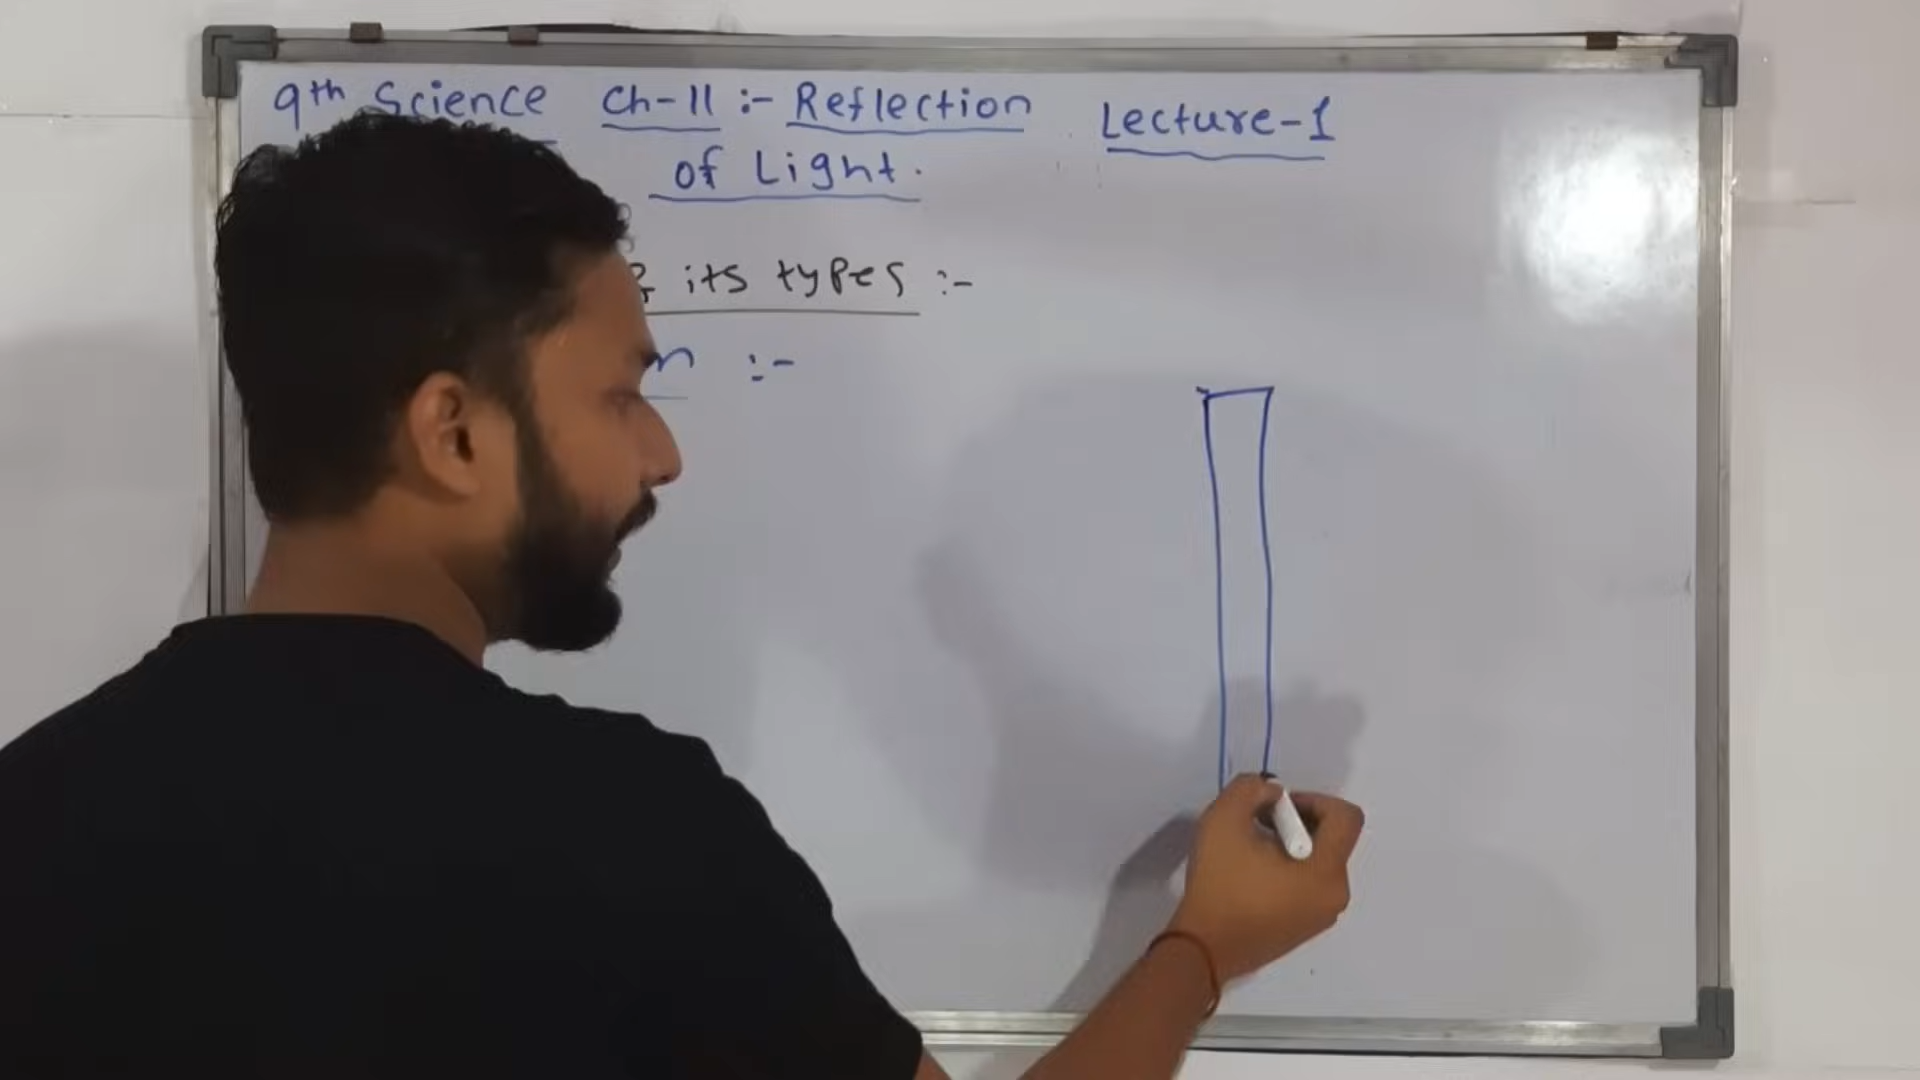 9th Science Ch-11 :- Reflection Lecture-1
of Light.
its types :-
:-